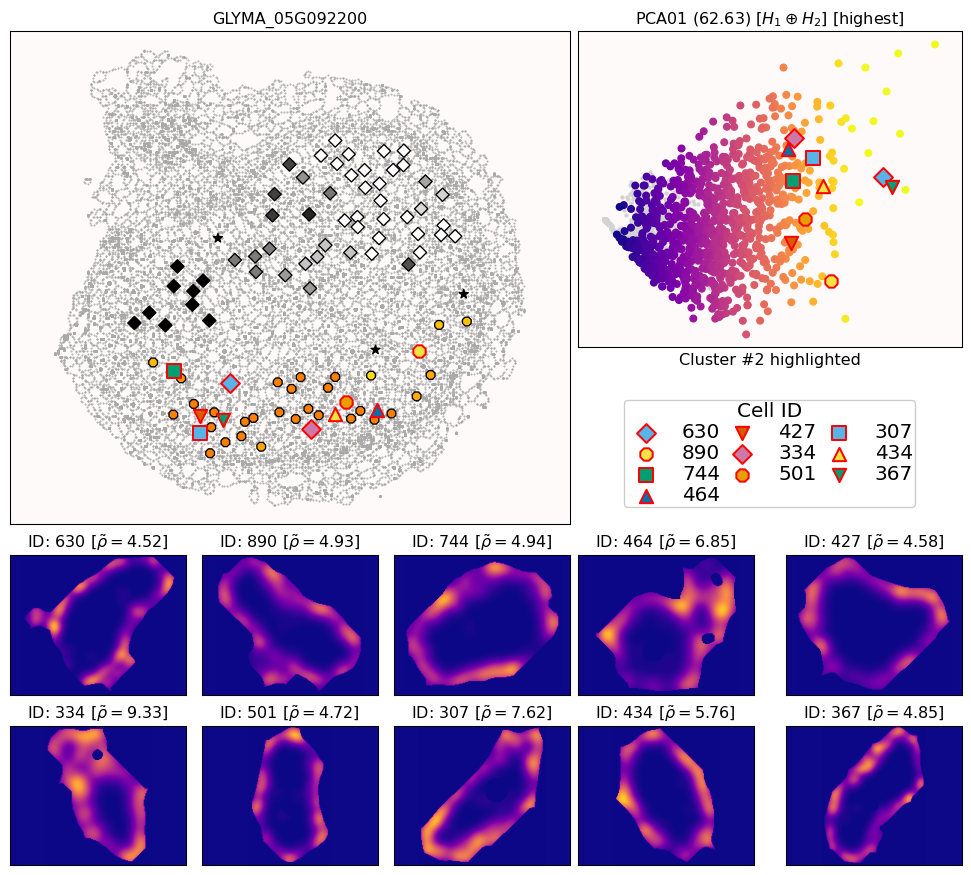 GLYMA_05G092200
PCA01 (62.63) [$H_1 \oplus H_2$] [highest]
Cluster #2 highlighted
Cell ID
630 427 307
890 334 434
744 501 367
464
ID: 630 [$\tilde{\rho} = 4.52$]
ID: 890 [$\tilde{\rho} = 4.93$]
ID: 744 [$\tilde{\rho} = 4.94$]
ID: 464 [$\tilde{\rho} = 6.85$]
ID: 427 [$\tilde{\rho} = 4.58$]
ID: 334 [$\tilde{\rho} = 9.33$]
ID: 501 [$\tilde{\rho} = 4.72$]
ID: 307 [$\tilde{\rho} = 7.62$]
ID: 434 [$\tilde{\rho} = 5.76$]
ID: 367 [$\tilde{\rho} = 4.85$]